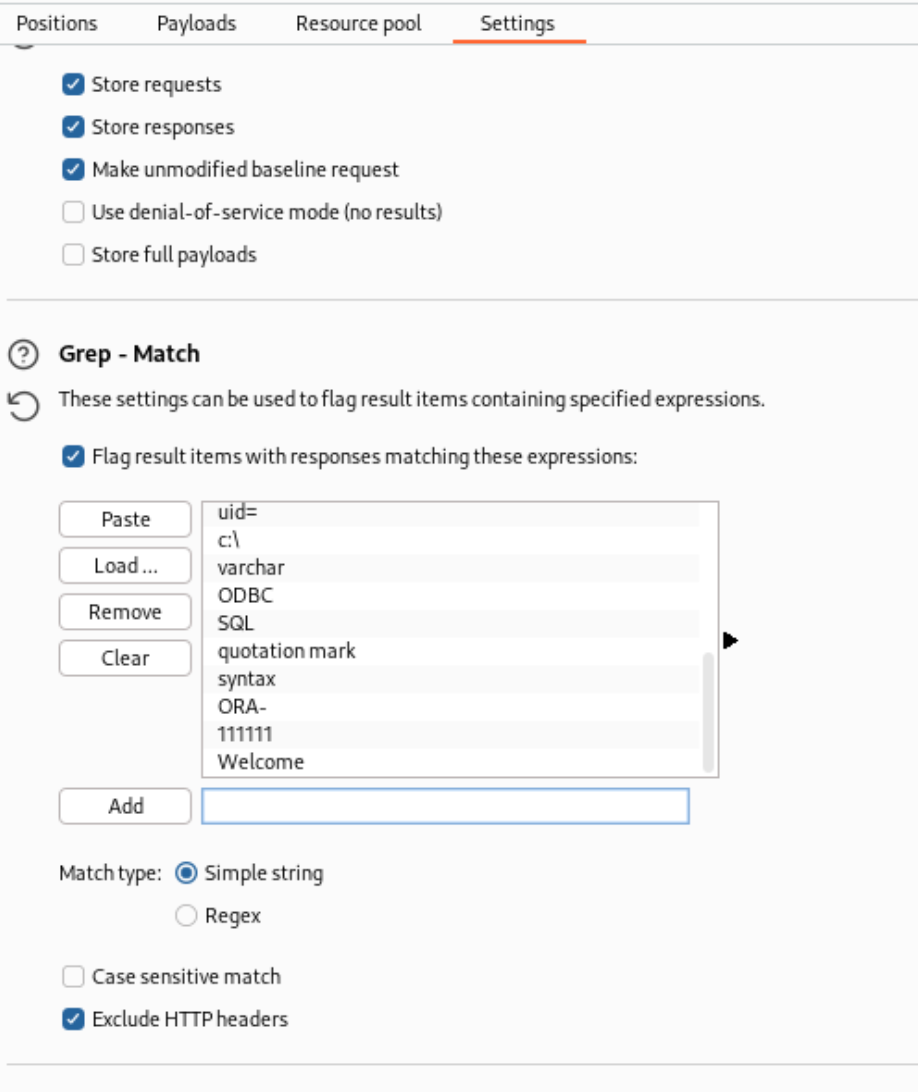 Positions Payloads Resource pool Settings
Store requests
Store responses
Make unmodified baseline request
Use denial-of-service mode (no results)
Store full payloads
Grep - Match
These settings can be used to flag result items containing specified expressions.
Flag result items with responses matching these expressions:
Paste
Load ...
Remove
Clear
uid=
c:\
varchar
ODBC
SQL
quotation mark
syntax
ORA-
111111
Welcome
Add
Match type: Simple string
Regex
Case sensitive match
Exclude HTTP headers